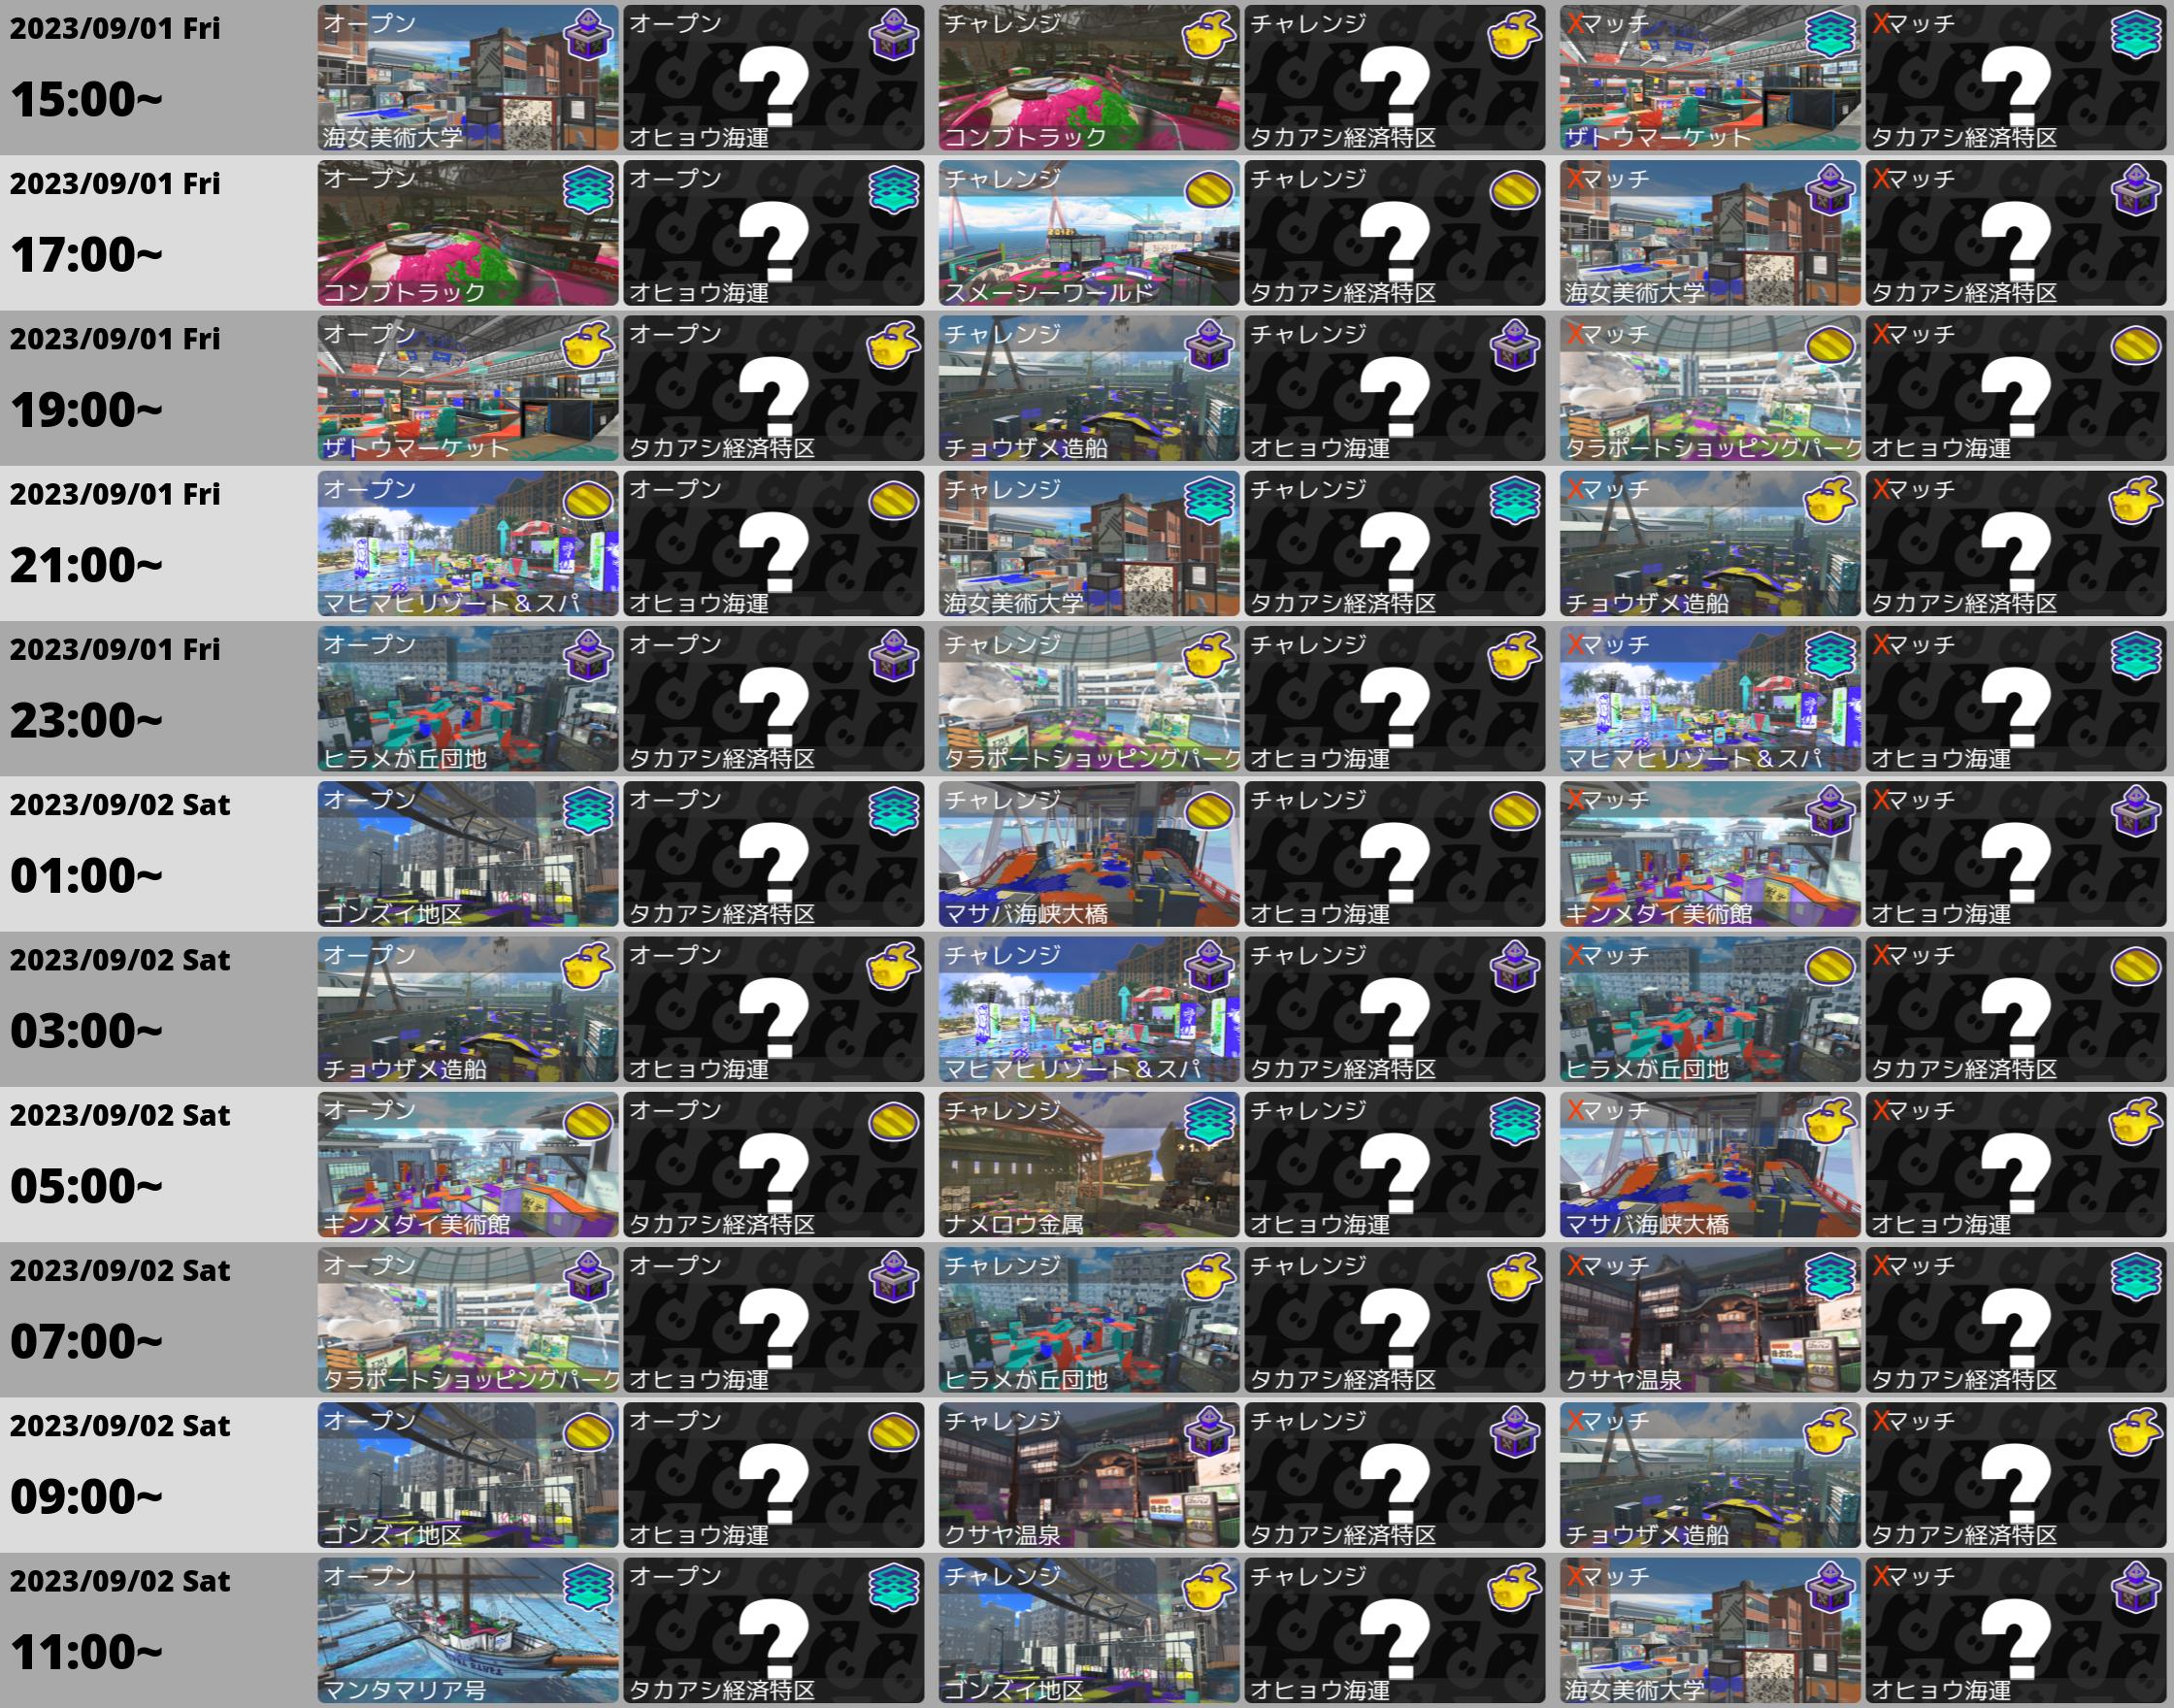 2023/09/01 Fri
15:00~
オープン
海女美術大学
オープン
オヒョウ海運
チャレンジ
コンブトラック
チャレンジ
タカアシ経済特区
Xマッチ
ザトウマーケット
Xマッチ
タカアシ経済特区
2023/09/01 Fri
17:00~
オープン
コンブトラック
オープン
オヒョウ海運
チャレンジ
スメーシーワールド
チャレンジ
タカアシ経済特区
Xマッチ
海女美術大学
Xマッチ
タカアシ経済特区
2023/09/01 Fri
19:00~
オープン
ザトウマーケット
オープン
タカアシ経済特区
チャレンジ
チョウザメ造船
チャレンジ
オヒョウ海運
Xマッチ
タラポートショッピングパーク
Xマッチ
オヒョウ海運
2023/09/01 Fri
21:00~
オープン
マヒマヒリゾート&スパ
オープン
オヒョウ海運
チャレンジ
海女美術大学
チャレンジ
タカアシ経済特区
Xマッチ
チョウザメ造船
Xマッチ
タカアシ経済特区
2023/09/01 Fri
23:00~
オープン
ヒラメが丘団地
オープン
タカアシ経済特区
チャレンジ
タラポートショッピングパーク
チャレンジ
オヒョウ海運
Xマッチ
マヒマヒリゾート&スパ
Xマッチ
オヒョウ海運
2023/09/02 Sat
01:00~
オープン
ゴンズイ地区
オープン
タカアシ経済特区
チャレンジ
マサバ海峡大橋
チャレンジ
オヒョウ海運
Xマッチ
キンメダイ美術館
Xマッチ
オヒョウ海運
2023/09/02 Sat
03:00~
オープン
チョウザメ造船
オープン
オヒョウ海運
チャレンジ
マヒマヒリゾート&スパ
チャレンジ
タカアシ経済特区
Xマッチ
ヒラメが丘団地
Xマッチ
タカアシ経済特区
2023/09/02 Sat
05:00~
オープン
キンメダイ美術館
オープン
タカアシ経済特区
チャレンジ
ナメロウ金属
チャレンジ
オヒョウ海運
Xマッチ
マサバ海峡大橋
Xマッチ
オヒョウ海運
2023/09/02 Sat
07:00~
オープン
タラポートショッピングパーク
オープン
オヒョウ海運
チャレンジ
ヒラメが丘団地
チャレンジ
タカアシ経済特区
Xマッチ
クサヤ温泉
Xマッチ
タカアシ経済特区
2023/09/02 Sat
09:00~
オープン
ゴンズイ地区
オープン
オヒョウ海運
チャレンジ
クサヤ温泉
チャレンジ
タカアシ経済特区
Xマッチ
チョウザメ造船
Xマッチ
タカアシ経済特区
2023/09/02 Sat
11:00~
オープン
マンタマリア号
オープン
タカアシ経済特区
チャレンジ
ゴンズイ地区
チャレンジ
オヒョウ海運
Xマッチ
海女美術大学
Xマッチ
オヒョウ海運